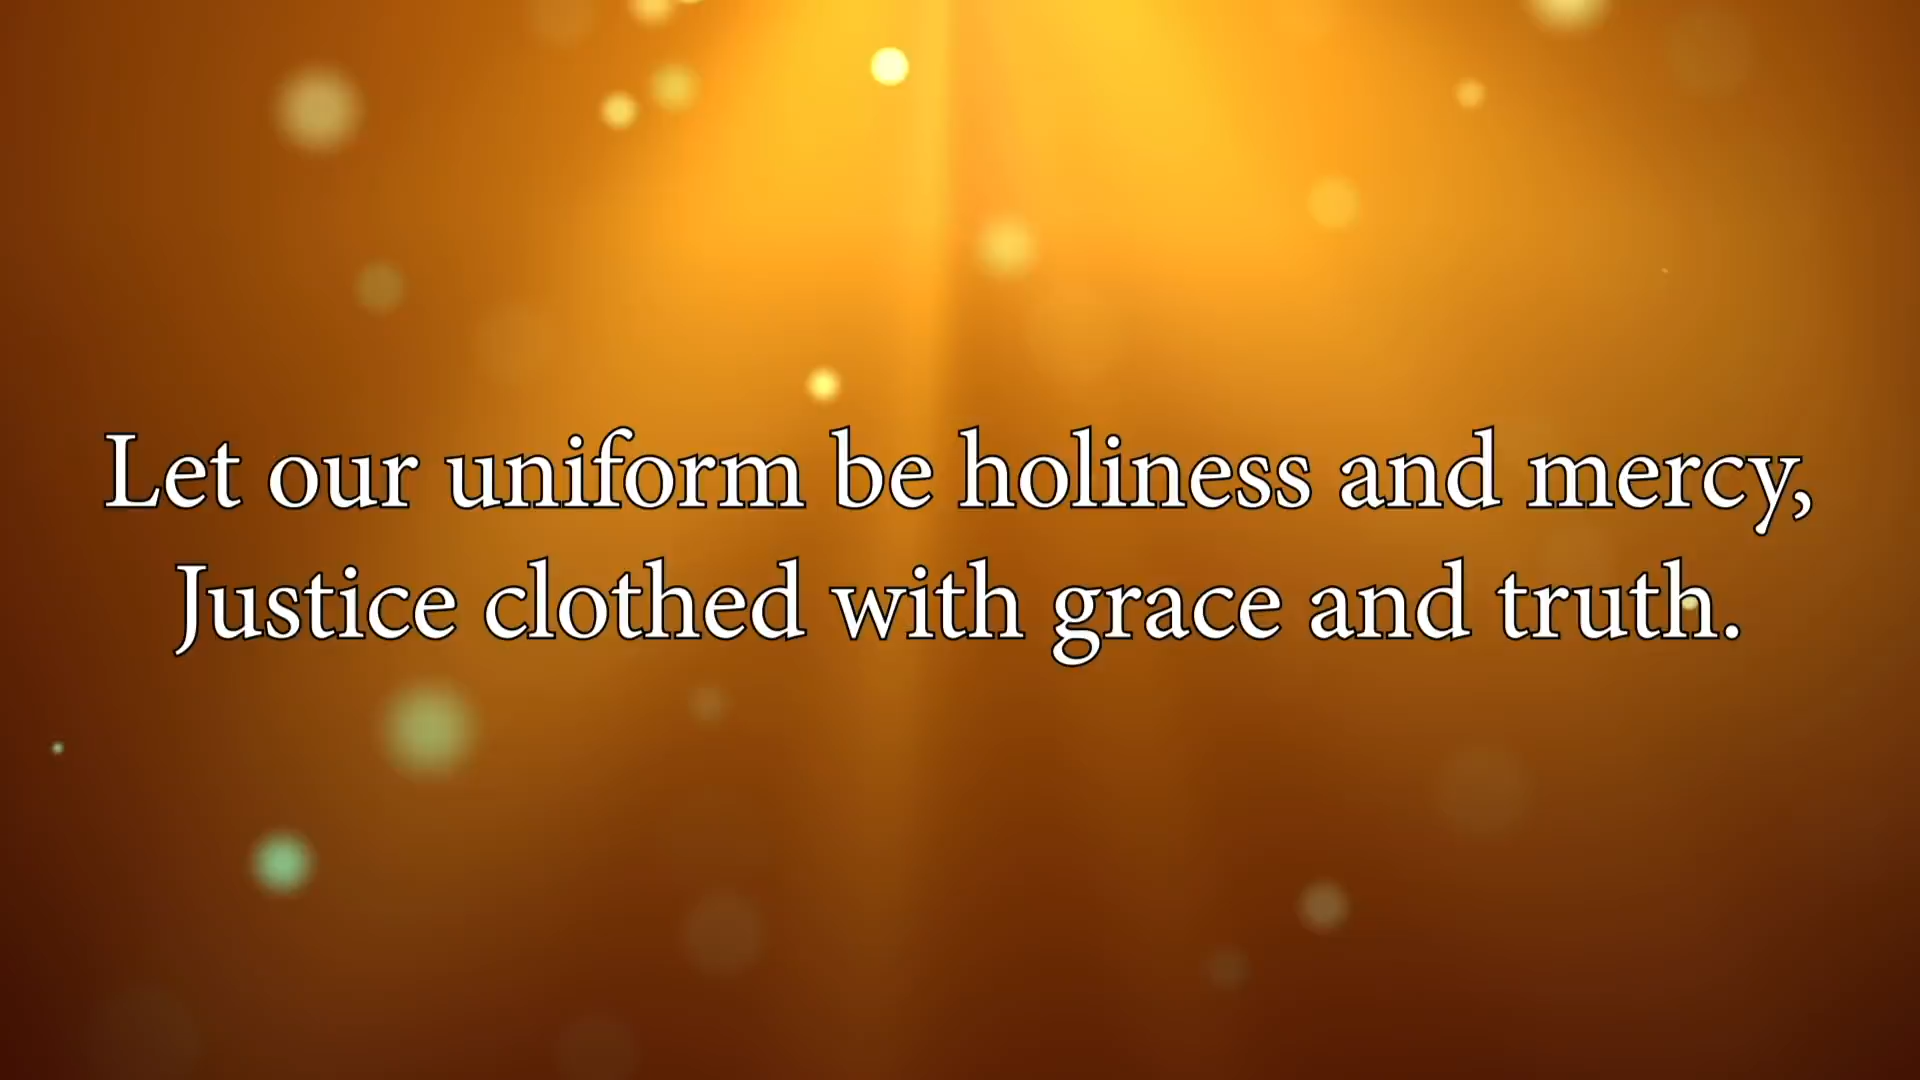 Let our uniform be holiness and mercy,
Justice clothed with grace and truth.